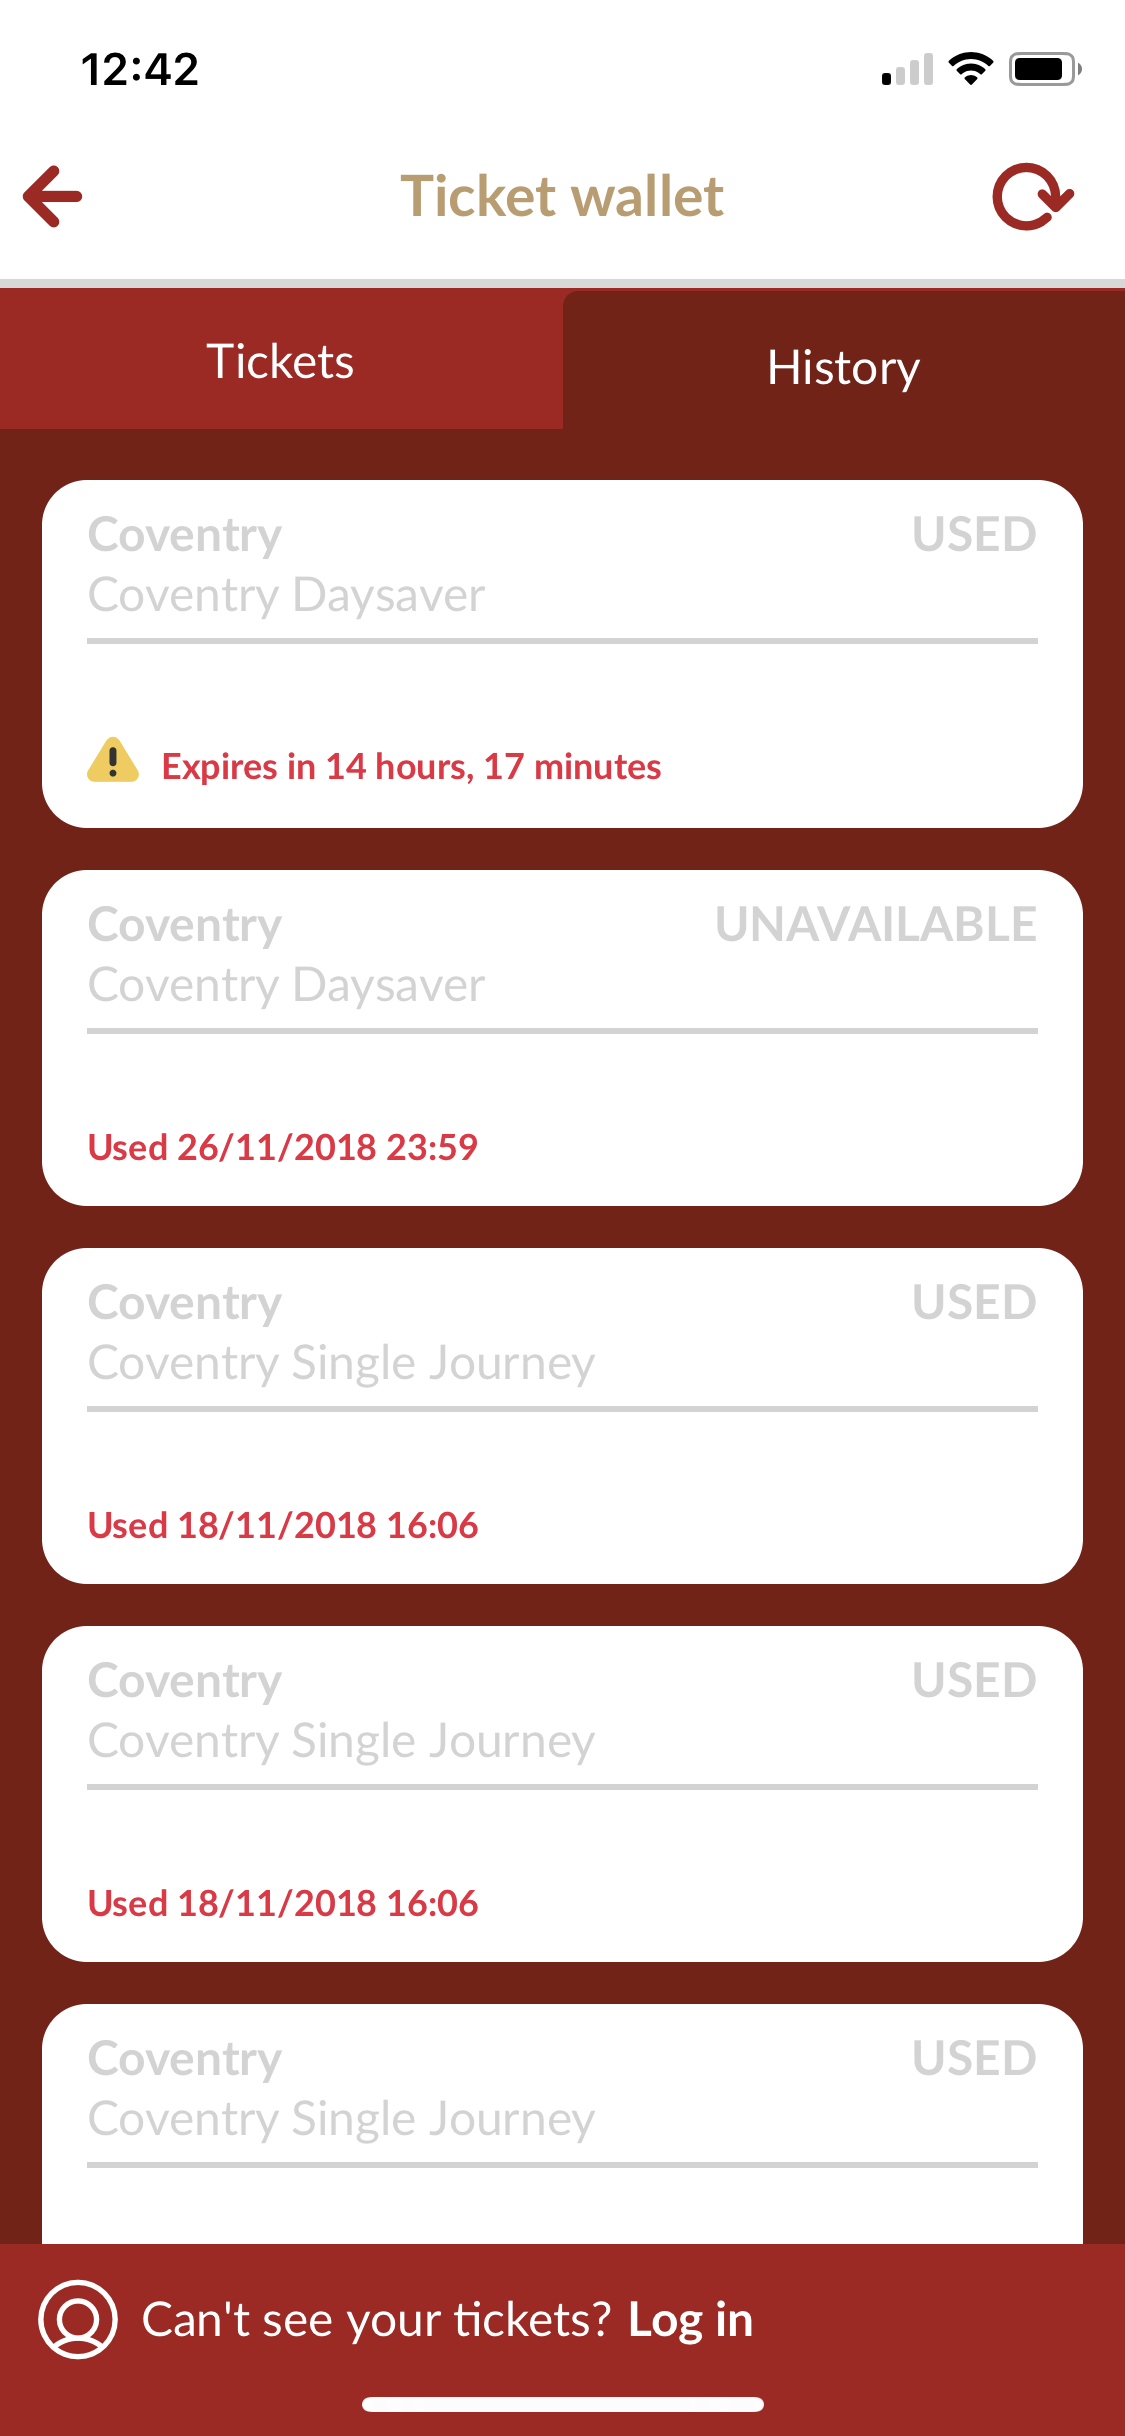 12:42
Ticket wallet
Tickets
History
Coventry USED
Coventry Daysaver
Expires in 14 hours, 17 minutes
Coventry UNAVAILABLE
Coventry Daysaver
Used 26/11/2018 23:59
Coventry USED
Coventry Single Journey
Used 18/11/2018 16:06
Coventry USED
Coventry Single Journey
Used 18/11/2018 16:06
Coventry USED
Coventry Single Journey
Can't see your tickets? Log in